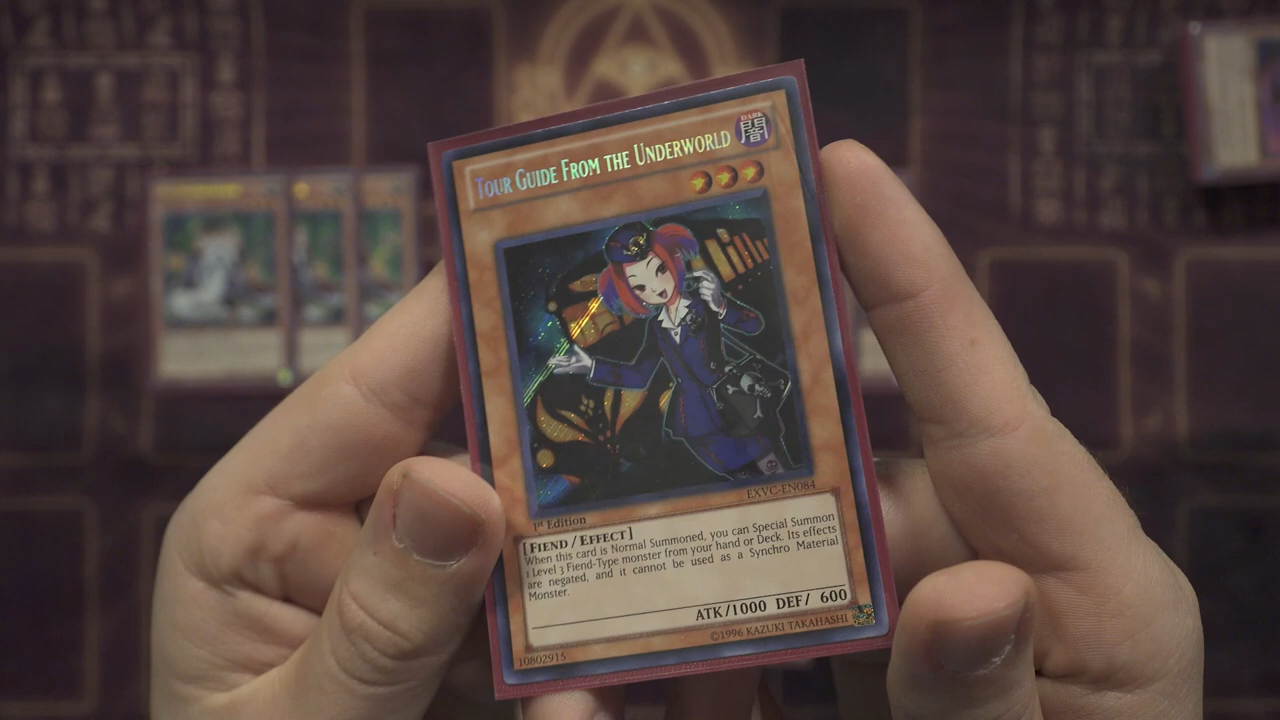 TOUR GUIDE FROM THE UNDERWORLD
DARK
闇
EXVC-EN084
1st Edition
[FIEND / EFFECT]
When this card is Normal Summoned, you can Special Summon
1 Level 3 Fiend-Type monster from your hand or Deck. Its effects
are negated, and it cannot be used as a Synchro Material
Monster.
ATK/1000 DEF/ 600
10802915
©1996 KAZUKI TAKAHASHI